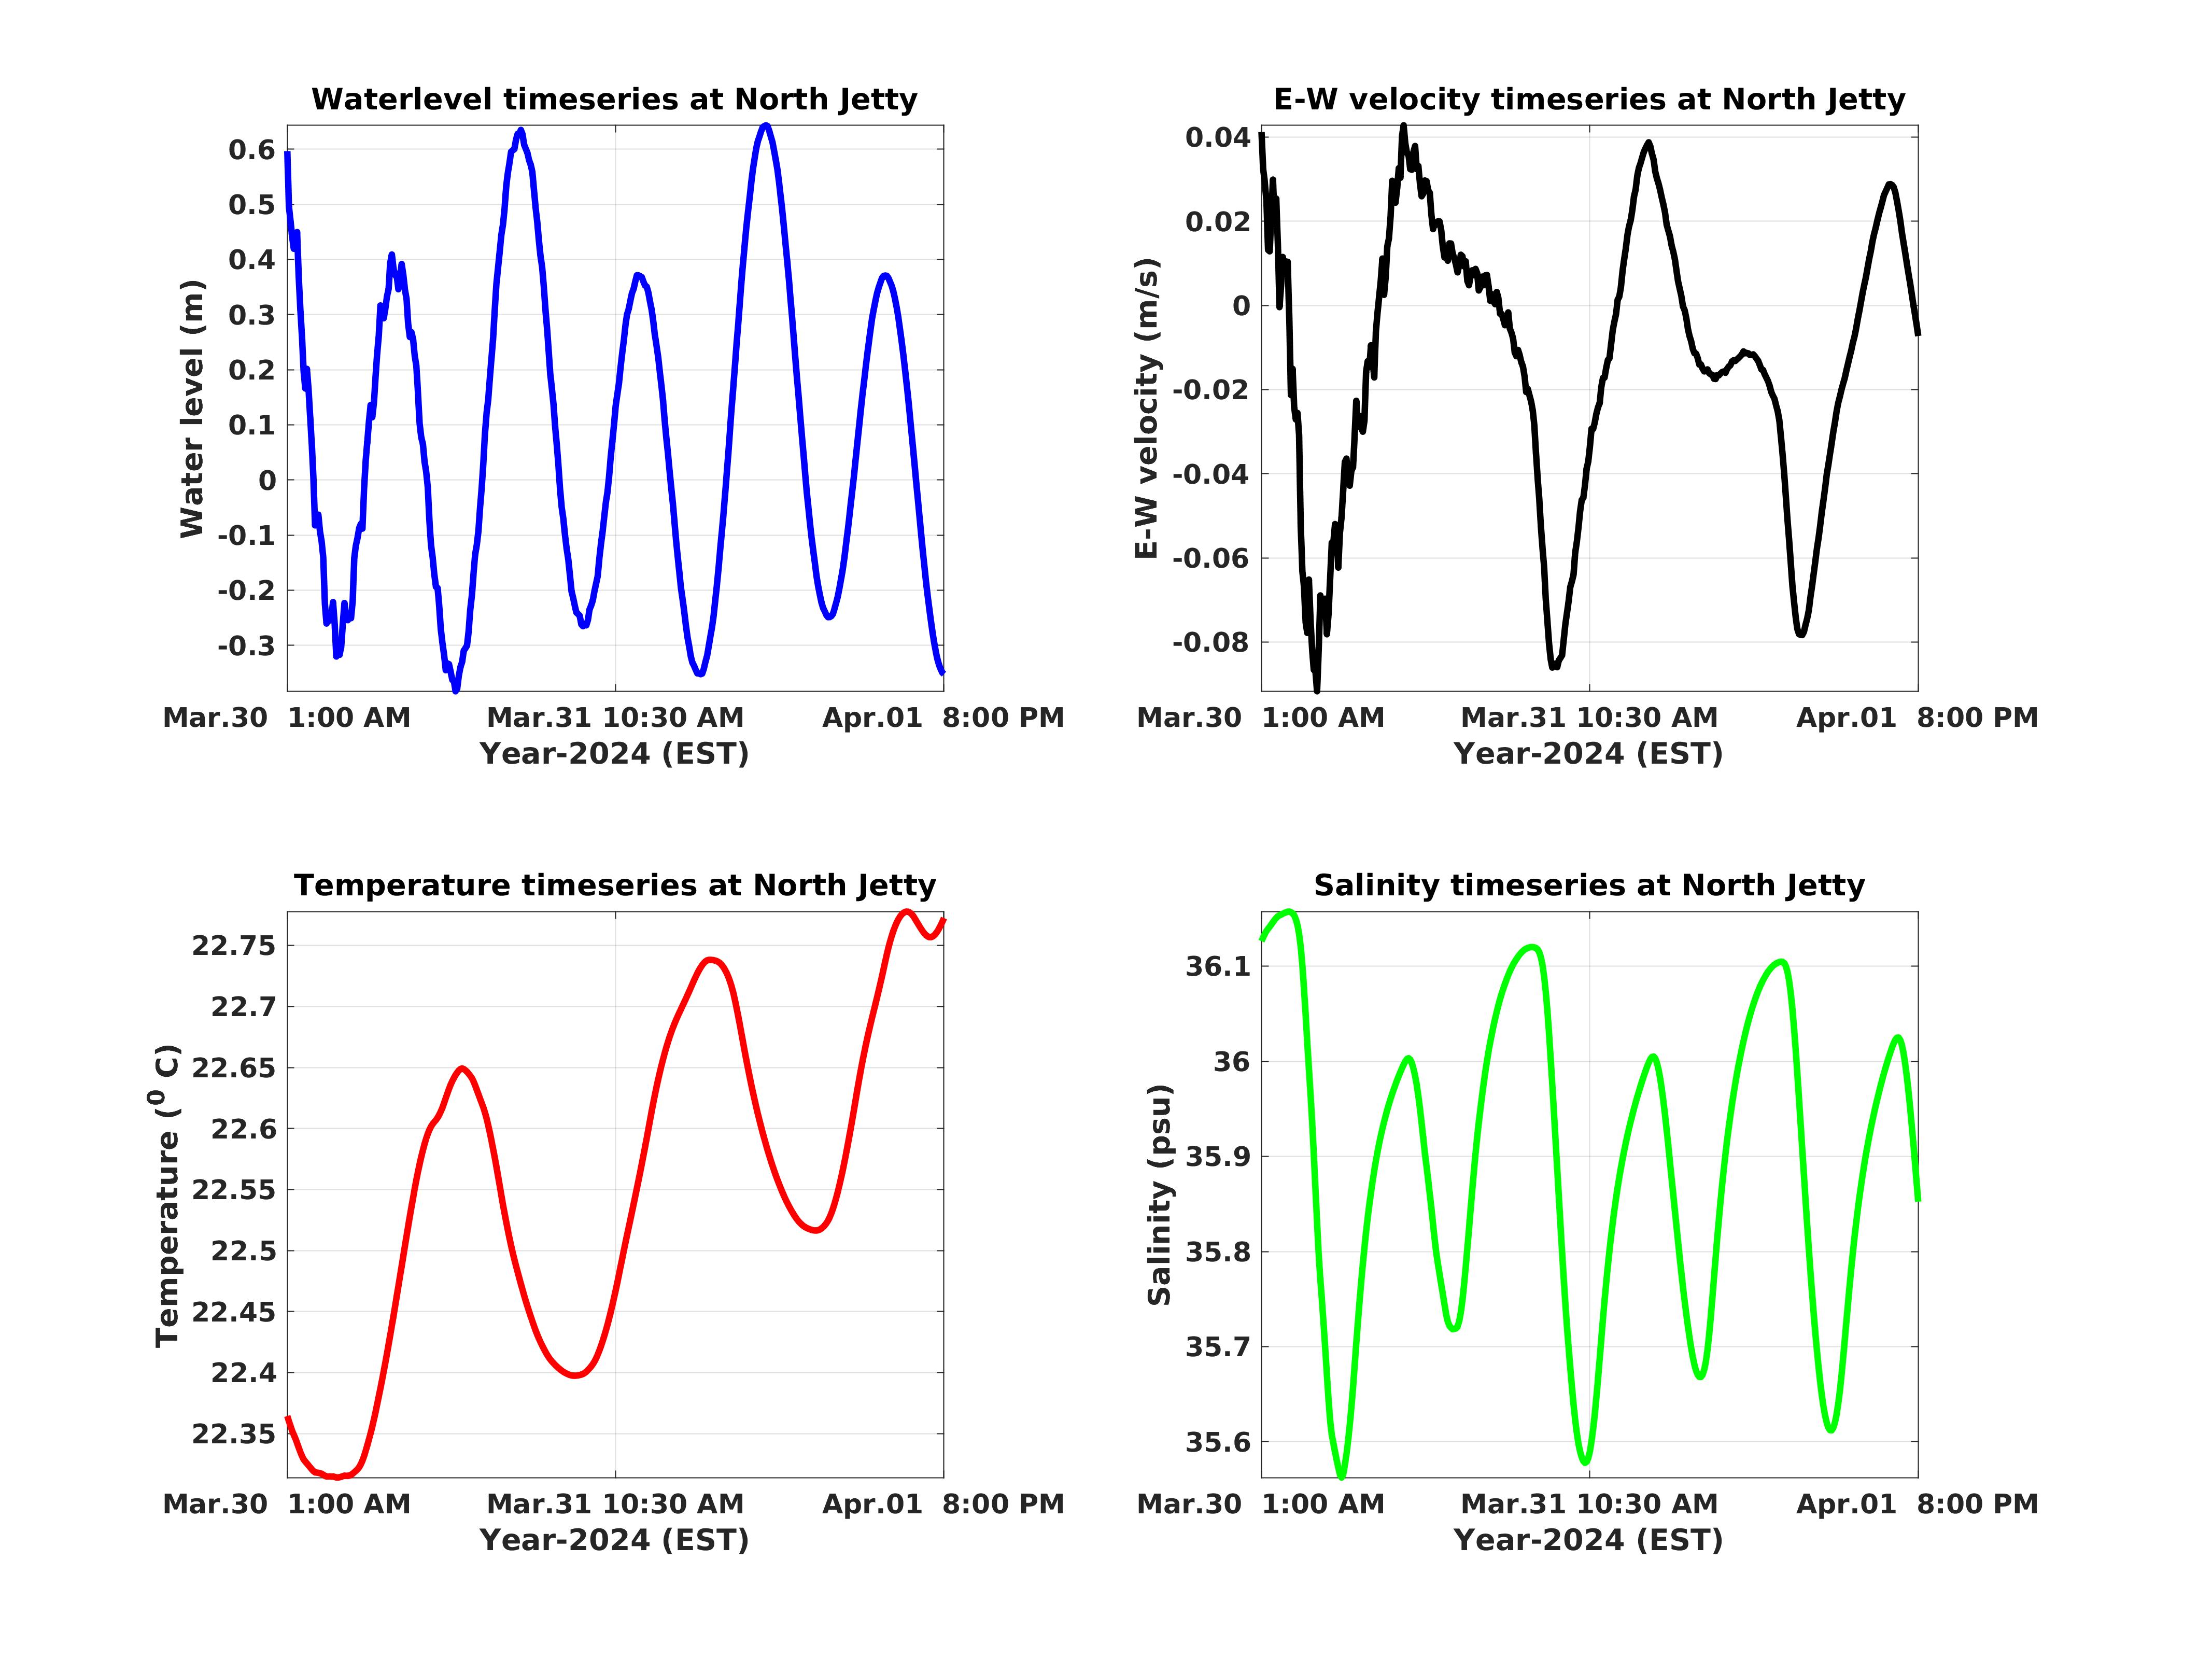 Waterlevel timeseries at North Jetty
0.6
0.5
0.4
0.3
0.2
0.1
0
-0.1
-0.2
-0.3
Water level (m)
Mar.30 1:00 AM Mar.31 10:30 AM Apr.01 8:00 PM
Year-2024 (EST)
E-W velocity timeseries at North Jetty
0.04
0.02
0
-0.02
-0.04
-0.06
-0.08
E-W velocity (m/s)
Mar.30 1:00 AM Mar.31 10:30 AM Apr.01 8:00 PM
Year-2024 (EST)
Temperature timeseries at North Jetty
22.75
22.7
22.65
22.6
22.55
22.5
22.45
22.4
22.35
Temperature (⁰ C)
Mar.30 1:00 AM Mar.31 10:30 AM Apr.01 8:00 PM
Year-2024 (EST)
Salinity timeseries at North Jetty
36.1
36
35.9
35.8
35.7
35.6
Salinity (psu)
Mar.30 1:00 AM Mar.31 10:30 AM Apr.01 8:00 PM
Year-2024 (EST)